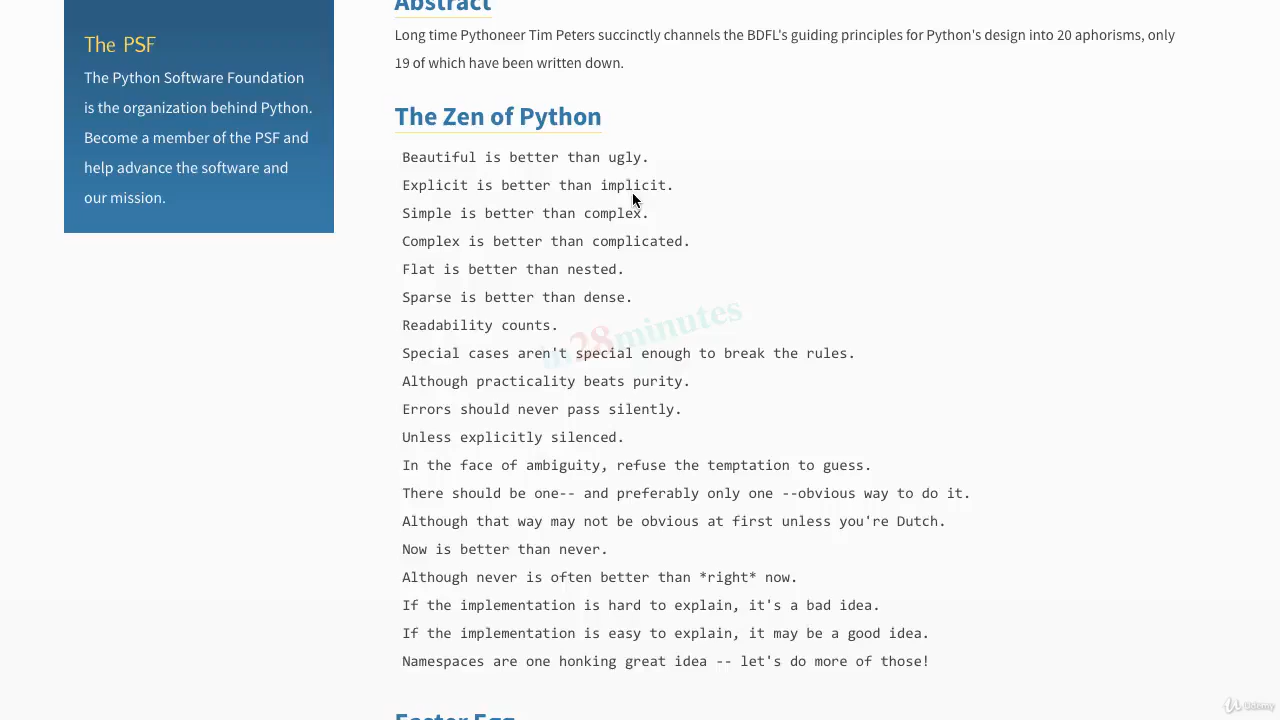 Abstract
Long time Pythoneer Tim Peters succinctly channels the BDFL's guiding principles for Python's design into 20 aphorisms, only
19 of which have been written down.
The PSF
The Python Software Foundation
is the organization behind Python.
Become a member of the PSF and
help advance the software and
our mission.
The Zen of Python
Beautiful is better than ugly.
Explicit is better than implicit.
Simple is better than complex.
Complex is better than complicated.
Flat is better than nested.
Sparse is better than dense.
Readability counts.
Special cases aren't special enough to break the rules.
Although practicality beats purity.
Errors should never pass silently.
Unless explicitly silenced.
In the face of ambiguity, refuse the temptation to guess.
There should be one-- and preferably only one --obvious way to do it.
Although that way may not be obvious at first unless you're Dutch.
Now is better than never.
Although never is often better than *right* now.
If the implementation is hard to explain, it's a bad idea.
If the implementation is easy to explain, it may be a good idea.
Namespaces are one honking great idea -- let's do more of those!
in28minutes
Easter Egg
Udemy